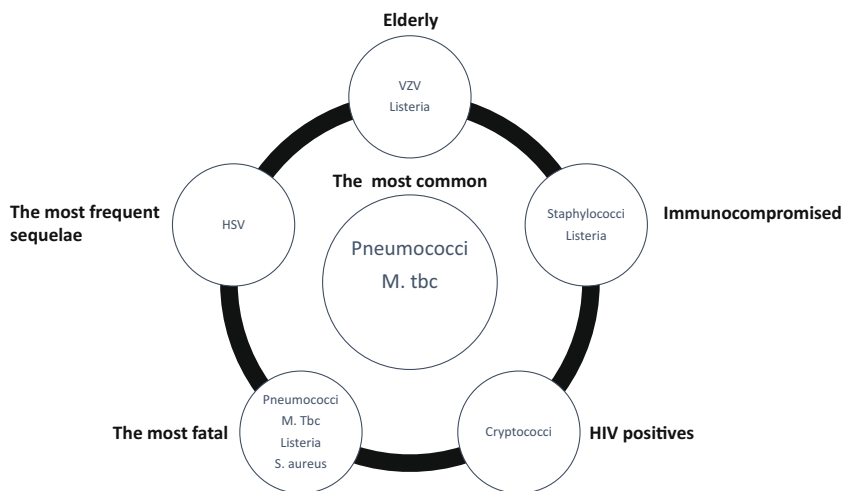 Elderly
VZV
Listeria
The most common
Pneumococci
M. tbc
The most frequent
sequelae
HSV
Staphylococci
Listeria
Immunocompromised
The most fatal
Pneumococci
M. Tbc
Listeria
S. aureus
Cryptococci
HIV positives